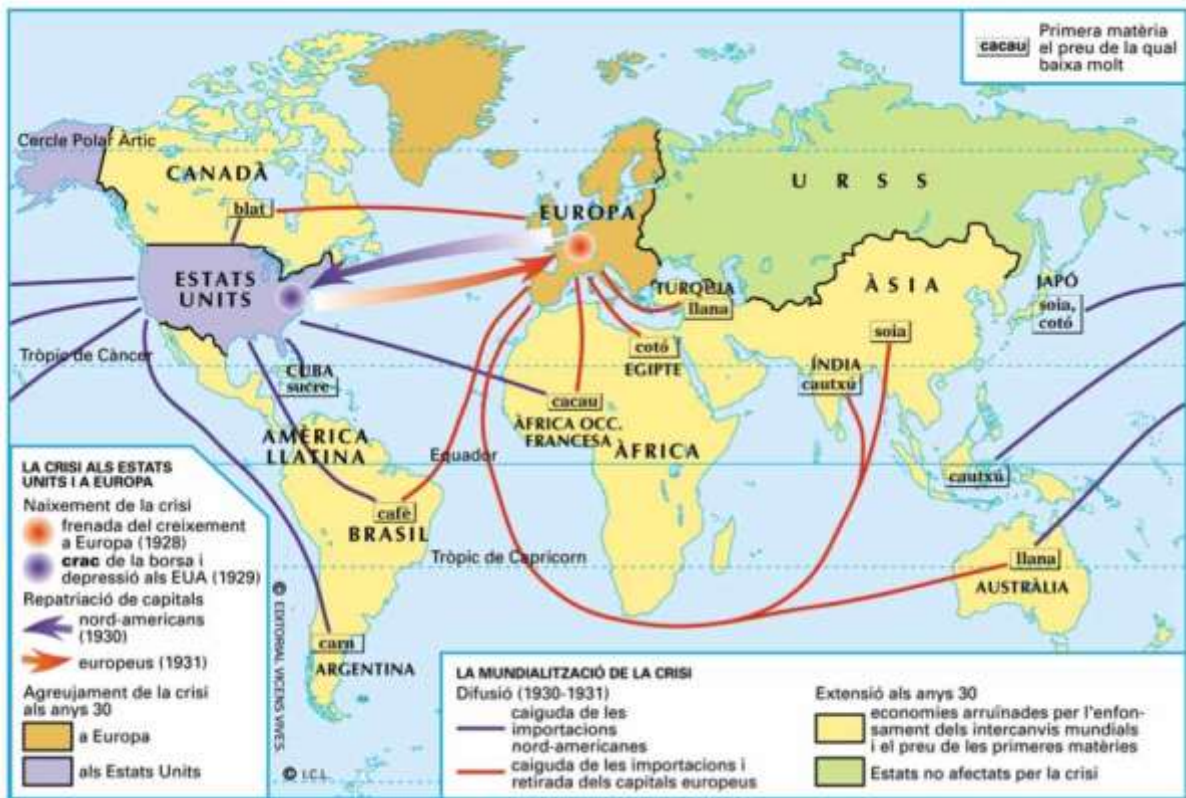 cacau
Primera matèria
el preu de la qual
baixa molt
Cercle Polar Àrtic
CANADÀ
blat
EUROPA
URSS
ESTATS
UNITS
TURQUIA
llana
ÀSIA
JAPÓ
soia,
cotó
soia
Tròpic de Càncer
CUBA
sucre
cotó
EGIPTE
ÍNDIA
cautxú
cacau
ÀFRICA OCC.
FRANCESA
ÀFRICA
AMÈRICA
LLATINA
Equador
cautxú
cafè
BRASIL
Tròpic de Capricorn
llana
AUSTRÀLIA
carn
ARGENTINA
LA CRISI ALS ESTATS
UNITS I A EUROPA
Naixement de la crisi
frenada del creixement
a Europa (1928)
crac de la borsa i
depressió als EUA (1929)
Repatriació de capitals
nord-americans
(1930)
europeus (1931)
Agreujament de la crisi
als anys 30
a Europa
als Estats Units
© EDITORIAL VICENS VIVES
© I.C.L.
LA MUNDIALITZACIÓ DE LA CRISI
Difusió (1930-1931)
caiguda de les
importacions
nord-americanes
caiguda de les importacions i
retirada dels capitals europeus
Extensió als anys 30
economies arruïnades per l'enfon-
sament dels intercanvis mundials
i el preu de les primeres matèries
Estats no afectats per la crisi